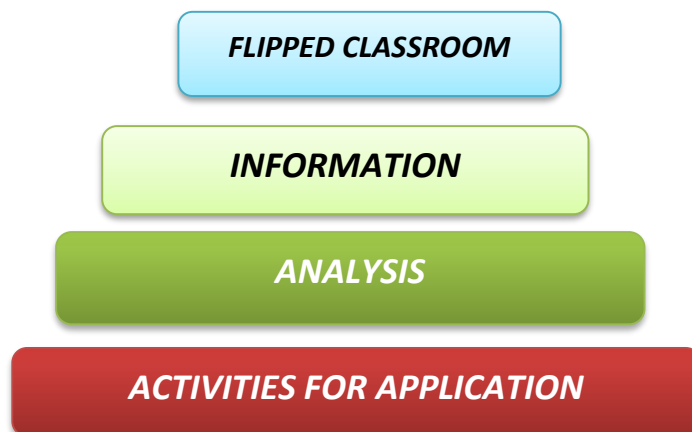 FLIPPED CLASSROOM
INFORMATION
ANALYSIS
ACTIVITIES FOR APPLICATION